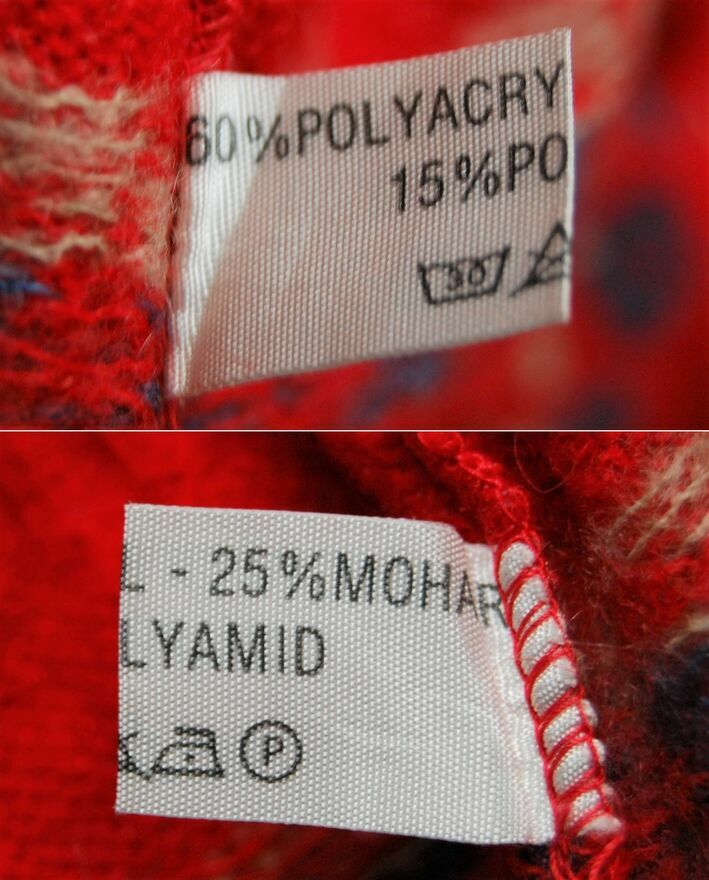 60%POLYACRY
15%PO
30
L - 25%MOHAR
LYAMID
P